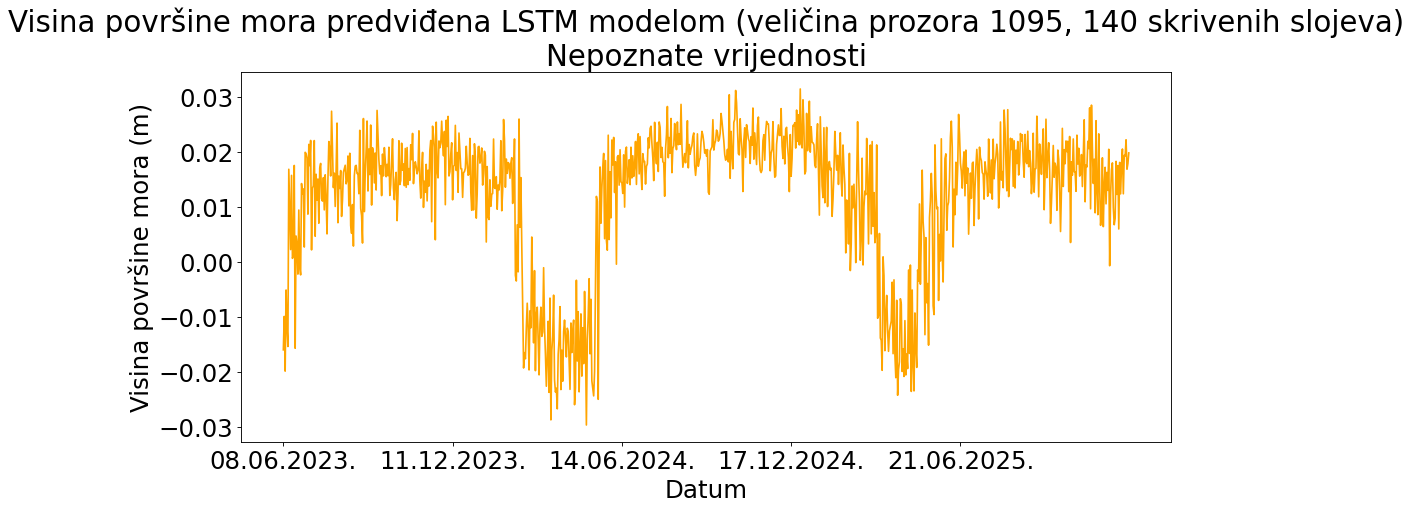 Visina površine mora predviđena LSTM modelom (veličina prozora 1095, 140 skrivenih slojeva)
Nepoznate vrijednosti
Visina površine mora (m)
0.03
0.02
0.01
0.00
−0.01
−0.02
−0.03
08.06.2023. 11.12.2023. 14.06.2024. 17.12.2024. 21.06.2025.
Datum